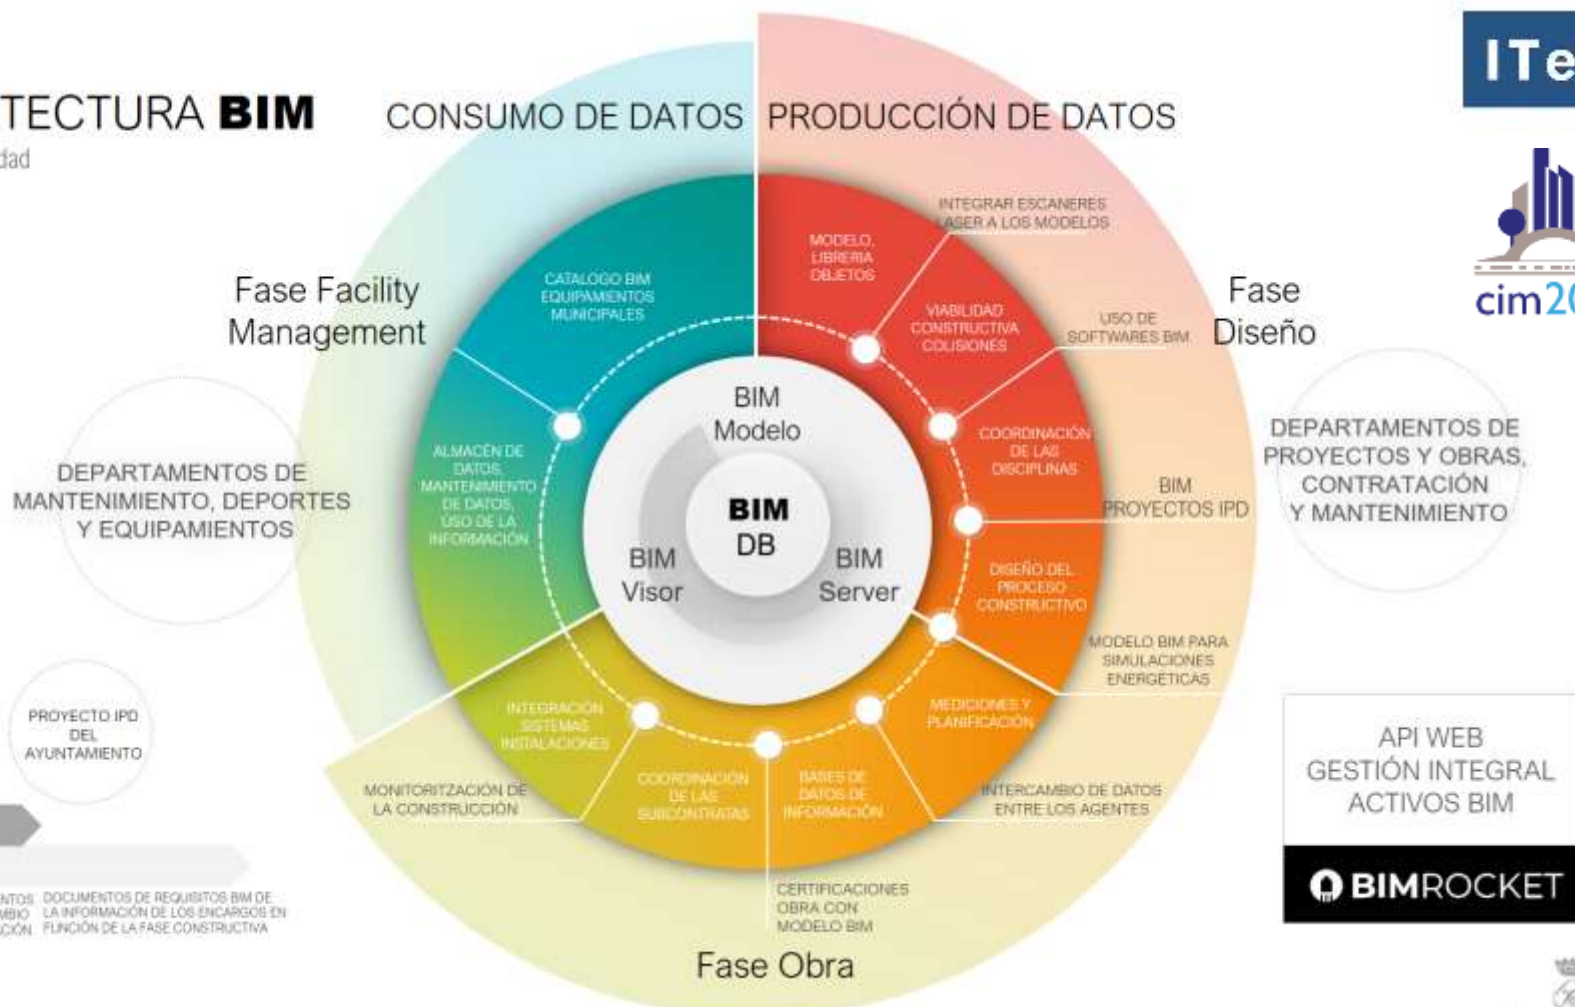 TECTURA BIM
dad
CONSUMO DE DATOS
PRODUCCIÓN DE DATOS
ITe
cim20
Fase Facility
Management
Fase
Diseño
Fase Obra
MODELO,
LIBRERIA
OBJETOS
INTEGRAR ESCANERES
LASER A LOS MODELOS
VIABILIDAD
CONSTRUCTIVA
COLISIONES
USO DE
SOFTWARES BIM
COORDINACIÓN
DE LAS
DISCIPLINAS
BIM
PROYECTOS IPD
DISEÑO DEL
PROCESO
CONSTRUCTIVO
MODELO BIM PARA
SIMULACIONES
ENERGÉTICAS
MEDICIONES Y
PLANIFICACIÓN
INTERCAMBIO DE DATOS
ENTRE LOS AGENTES
BASES DE
DATOS DE
INFORMACIÓN
CERTIFICACIONES
OBRA CON
MODELO BIM
COORDINACIÓN
DE LAS
SUBCONTRATAS
MONITORITZACIÓN DE
LA CONSTRUCCIÓN
INTEGRACIÓN
SISTEMAS
INSTALACIONES
ALMACÉN DE
DATOS,
MANTENIMIENTO
DE DATOS,
USO DE LA
INFORMACIÓN
CATALOGO BIM
EQUIPAMIENTOS
MUNICIPALES
BIM
Modelo
BIM
DB
BIM
Visor
BIM
Server
DEPARTAMENTOS DE
MANTENIMIENTO, DEPORTES
Y EQUIPAMIENTOS
DEPARTAMENTOS DE
PROYECTOS Y OBRAS,
CONTRATACIÓN
Y MANTENIMIENTO
PROYECTO IPD
DEL
AYUNTAMIENTO
NTOS
MBIO
ACIÓN
DOCUMENTOS DE REQUISITOS BIM DE
LA INFORMACIÓN DE LOS ENCARGOS EN
FUNCIÓN DE LA FASE CONSTRUCTIVA
API WEB
GESTIÓN INTEGRAL
ACTIVOS BIM
BIMROCKET